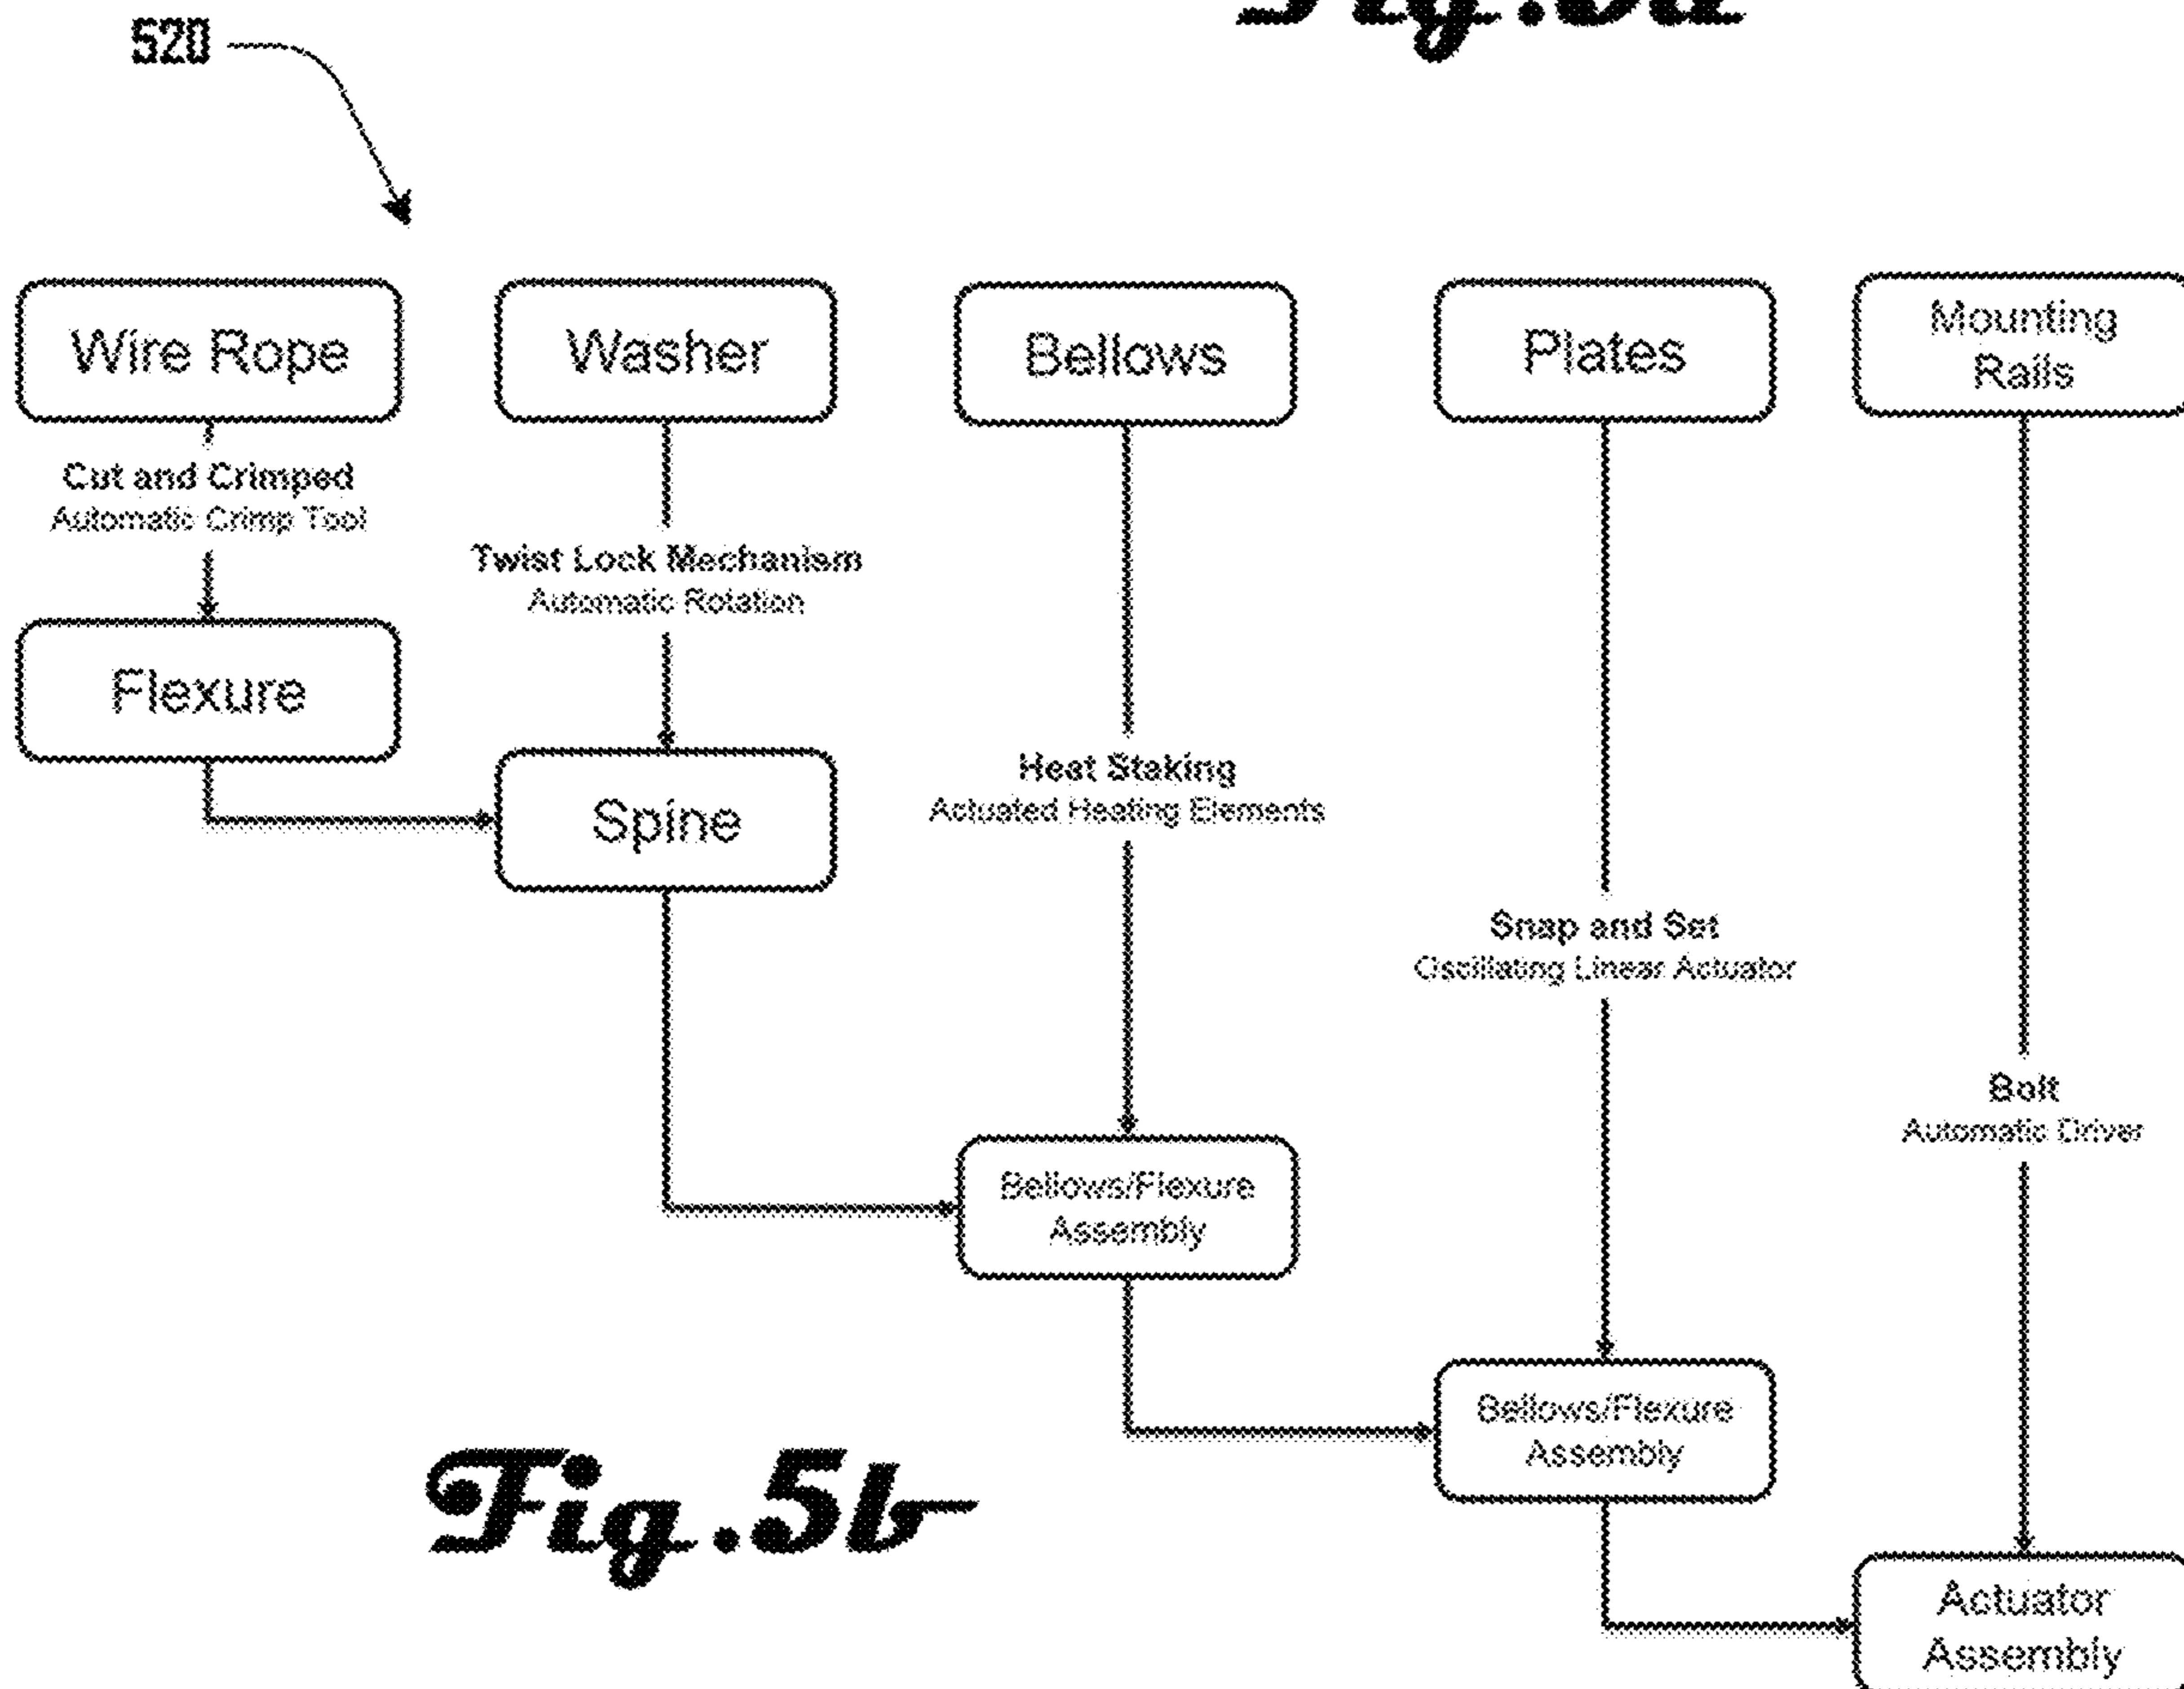 520
Wire Rope
Washer
Bellows
Plates
Mounting
Rails
Cut and Crimped
Automatic Crimp Tool
Twist Lock Mechanism
Automatic Rotation
Flexure
Heat Staking
Actuated Heating Elements
Spine
Snap and Set
Oscillating Linear Actuator
Bolt
Automatic Driver
Bellows/Flexure
Assembly
Bellows/Flexure
Assembly
Actuator
Assembly
Fig.5b